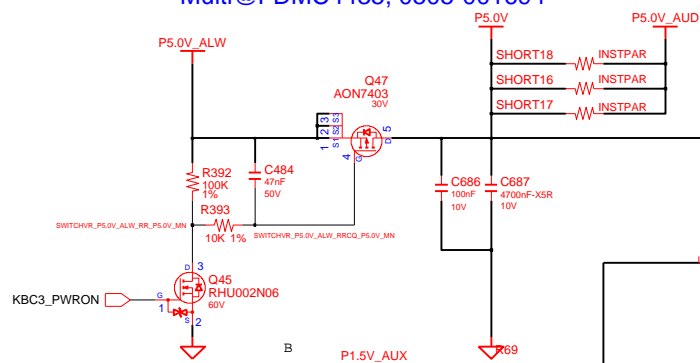 P5.0V_ALW
P5.0V
P5.0V_AUD
SHORT18
INSTPAR
SHORT16
INSTPAR
SHORT17
INSTPAR
Q47
AON7403
30V
3
2
1
S3
S2
S1
4
G
5
D
R392
100K
1%
C484
47nF
50V
R393
10K 1%
SWITCHVR_P5.0V_ALW_RR_P5.0V_MN
SWITCHVR_P5.0V_ALW_RRCQ_P5.0V_MN
C686
100nF
10V
C687
4700nF-X5R
10V
D
3
Q45
RHU002N06
60V
KBC3_PWRON
G
1
S
2
B
P1.5V_AUX
R69